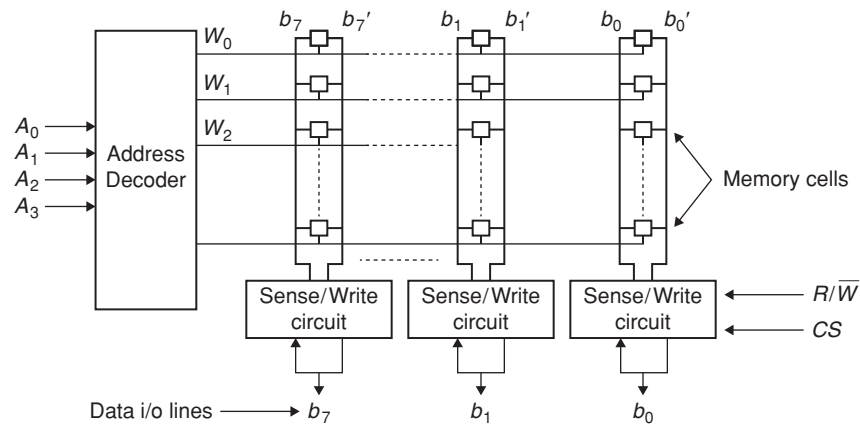 b₇ b₇′ b₁ b₁′ b₀ b₀′
W₀
W₁
A₀
W₂
A₁
Address
Decoder
A₂
A₃
Memory cells
Sense/Write
circuit
Sense/Write
circuit
Sense/Write
circuit
R/W̅
CS
Data i/o lines
b₇ b₁ b₀